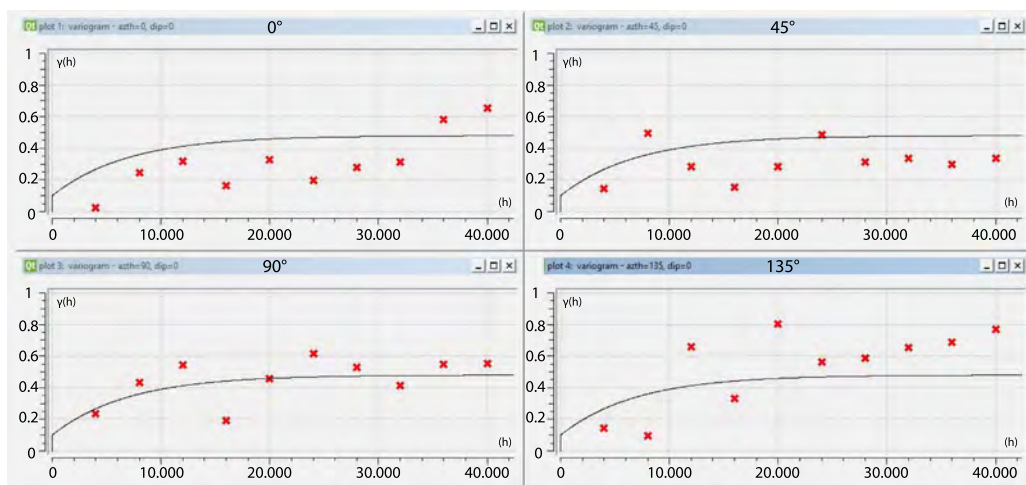 plot 1: variogram - azth=0, dip=0
0°
γ(h)
1
0.8
0.6
0.4
0.2
0
(h)
0 10.000 20.000 30.000 40.000
plot 2: variogram - azth=45, dip=0
45°
γ(h)
1
0.8
0.6
0.4
0.2
0
(h)
0 10.000 20.000 30.000 40.000
plot 3: variogram - azth=90, dip=0
90°
γ(h)
1
0.8
0.6
0.4
0.2
0
(h)
0 10.000 20.000 30.000 40.000
plot 4: variogram - azth=135, dip=0
135°
γ(h)
1
0.8
0.6
0.4
0.2
0
(h)
0 10.000 20.000 30.000 40.000